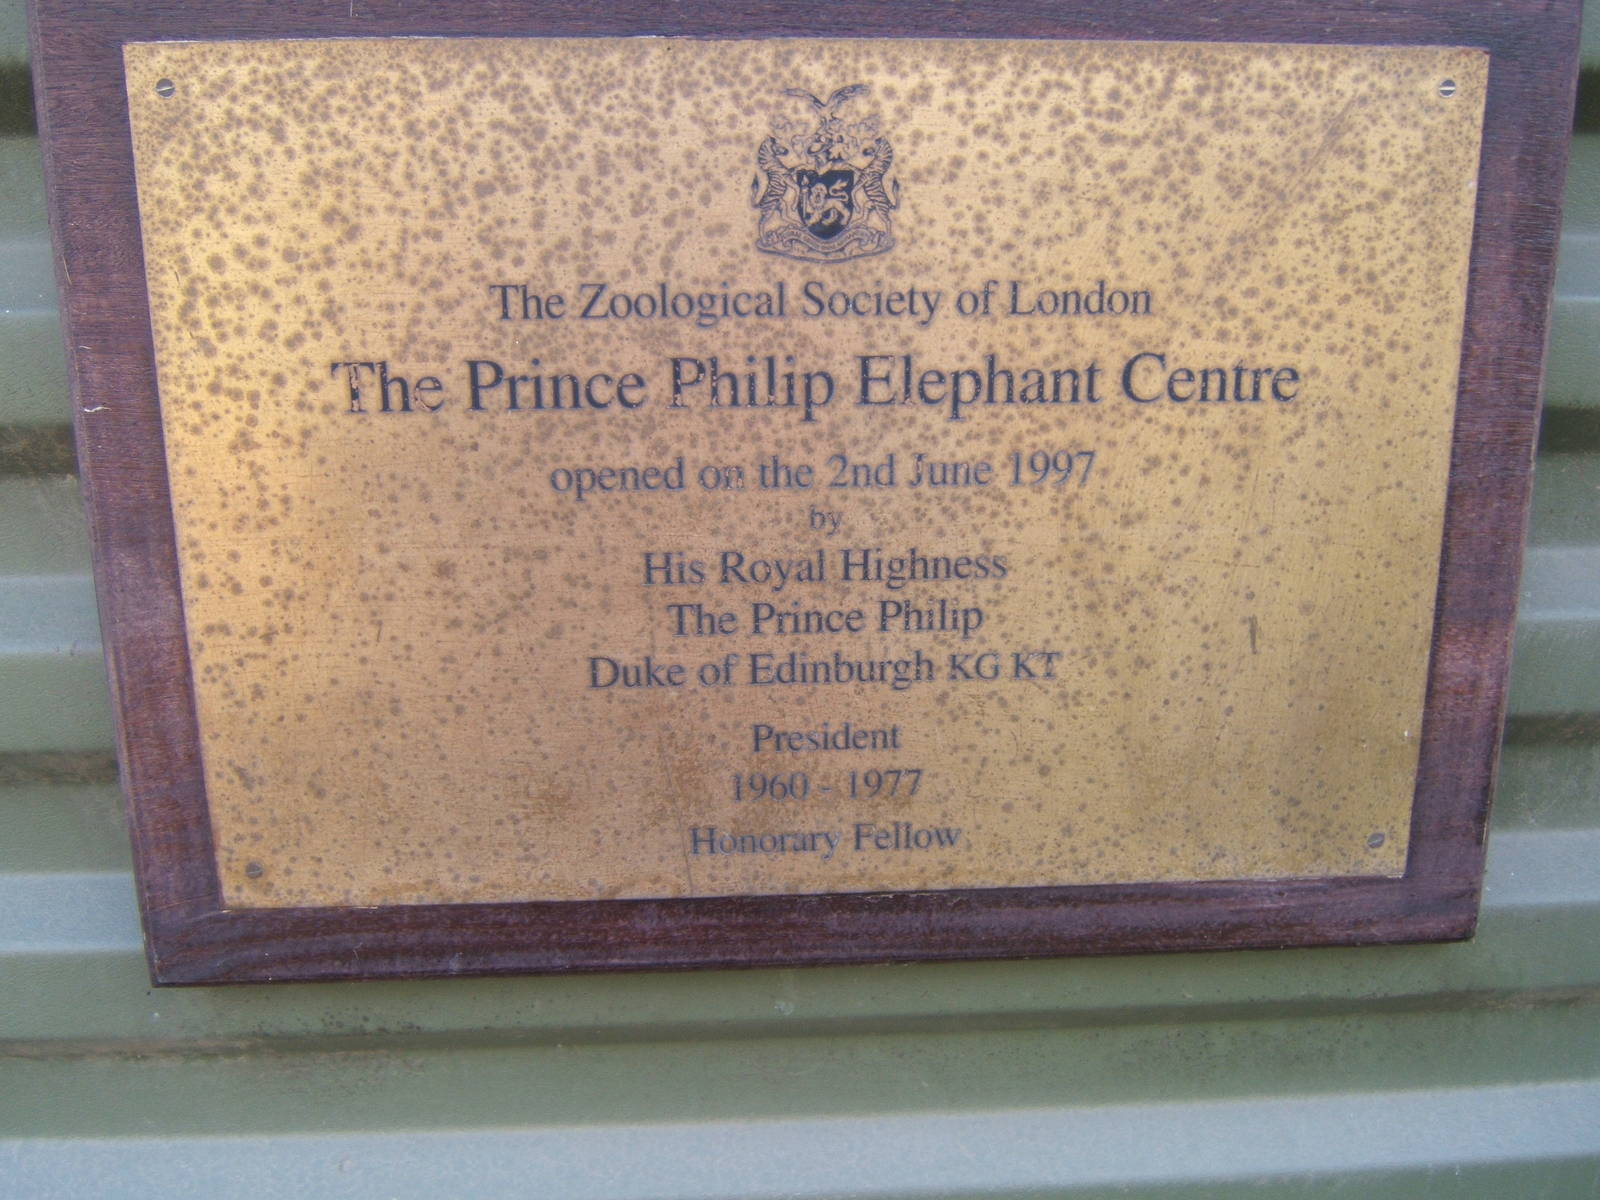 The Zoological Society of London
The Prince Philip Elephant Centre
opened on the 2nd June 1997
by
His Royal Highness
The Prince Philip
Duke of Edinburgh KG KT
President
1960 - 1977
Honorary Fellow